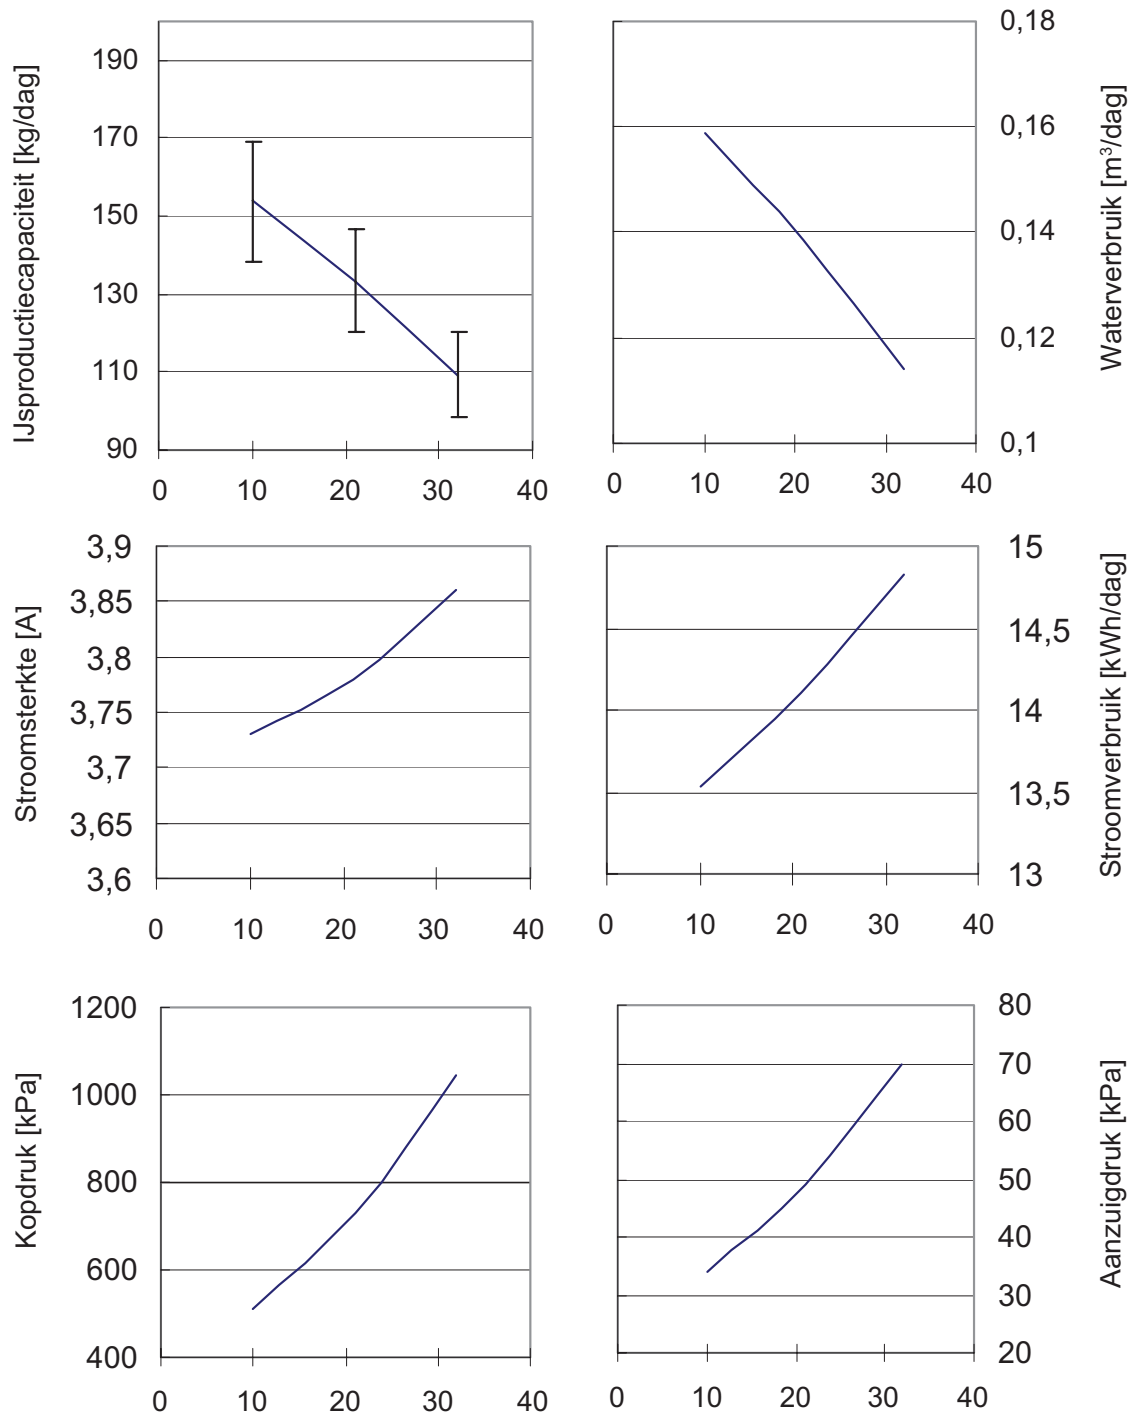 IJsproductiecapaciteit [kg/dag]
190
170
150
130
110
90
0 10 20 30 40
Waterverbruik [m³/dag]
0,18
0,16
0,14
0,12
0,1
0 10 20 30 40
Stroomsterkte [A]
3,9
3,85
3,8
3,75
3,7
3,65
3,6
0 10 20 30 40
Stroomverbruik [kWh/dag]
15
14,5
14
13,5
13
0 10 20 30 40
Kopdruk [kPa]
1200
1000
800
600
400
0 10 20 30 40
Aanzuigdruk [kPa]
80
70
60
50
40
30
20
0 10 20 30 40